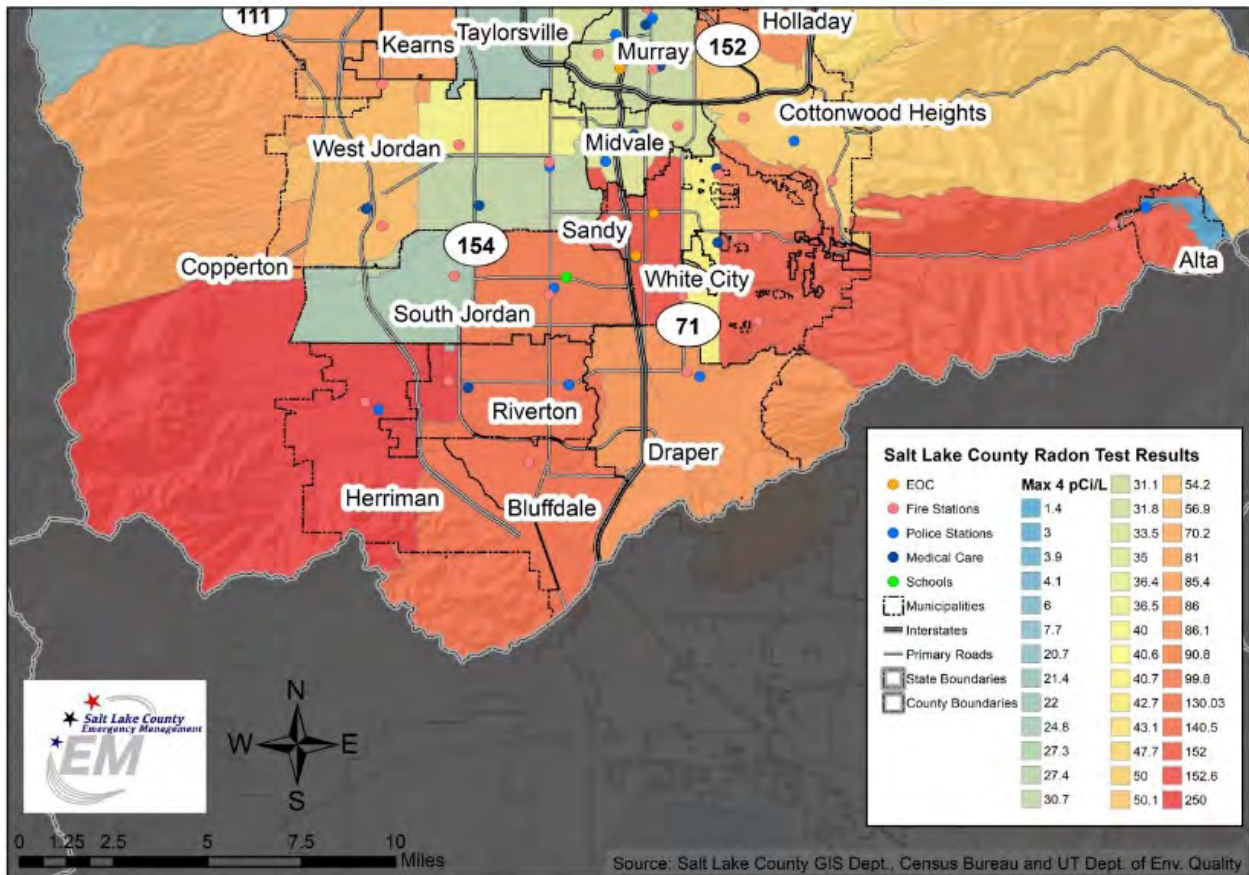 111
Kearns
Taylorsville
Murray
152
Holladay
Cottonwood Heights
West Jordan
Midvale
154
Sandy
Copperton
White City
Alta
South Jordan
71
Riverton
Draper
Herriman
Bluffdale
Salt Lake County Radon Test Results
EOC
Fire Stations
Police Stations
Medical Care
Schools
Municipalities
Interstates
Primary Roads
State Boundaries
County Boundaries
Max 4 pCi/L
1.4
3
3.9
4.1
6
7.7
20.7
21.4
22
24.8
27.3
27.4
30.7
31.1
31.8
33.5
35
36.4
36.5
40
40.6
40.7
42.7
43.1
47.7
50
50.1
54.2
56.9
70.2
81
85.4
86
86.1
90.8
99.8
130.03
140.5
152
152.6
250
Salt Lake County
Emergency Management
EM
N
W E
S
0 1.25 2.5 5 7.5 10
Miles
Source: Salt Lake County GIS Dept., Census Bureau and UT Dept. of Env. Quality